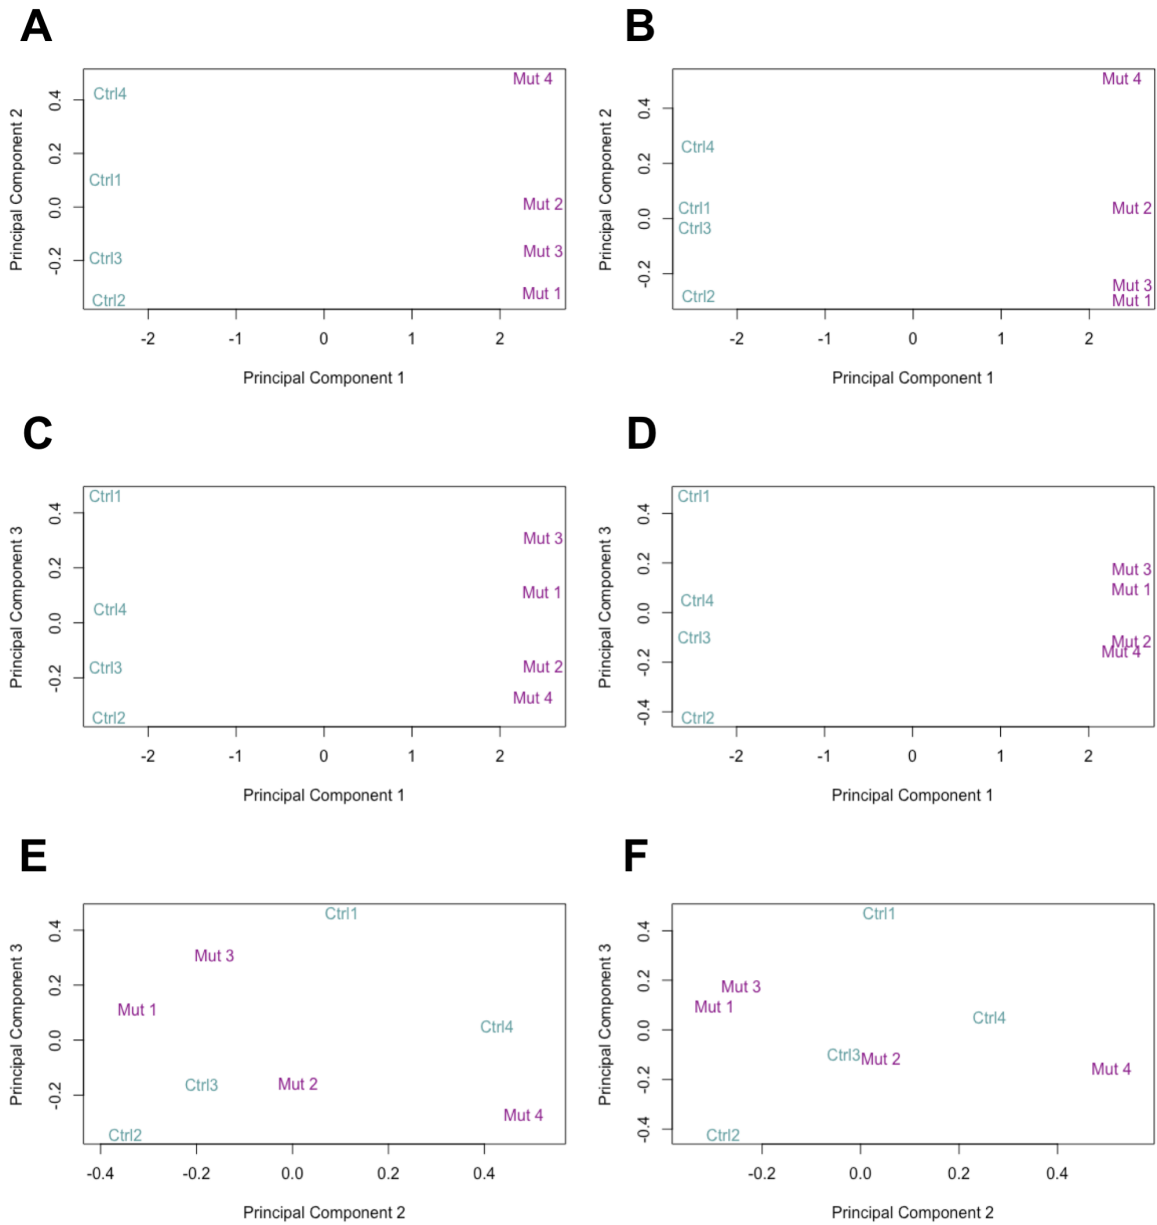 A
Principal Component 2
0.4
0.2
0.0
-0.2
Ctrl4
Ctrl1
Ctrl3
Ctrl2
Mut 4
Mut 2
Mut 3
Mut 1
-2 -1 0 1 2
Principal Component 1
B
Principal Component 2
0.4
0.2
0.0
-0.2
Ctrl4
Ctrl1
Ctrl3
Ctrl2
Mut 4
Mut 2
Mut 3
Mut 1
-2 -1 0 1 2
Principal Component 1
C
Principal Component 3
0.4
0.2
0.0
-0.2
Ctrl1
Ctrl4
Ctrl3
Ctrl2
Mut 3
Mut 1
Mut 2
Mut 4
-2 -1 0 1 2
Principal Component 1
D
Principal Component 3
0.4
0.2
0.0
-0.2
-0.4
Ctrl1
Ctrl4
Ctrl3
Ctrl2
Mut 3
Mut 1
Mut 2
Mut 4
-2 -1 0 1 2
Principal Component 1
E
Principal Component 3
0.4
0.2
0.0
-0.2
Ctrl1
Mut 3
Mut 1
Ctrl4
Ctrl3
Mut 2
Mut 4
Ctrl2
-0.4 -0.2 0.0 0.2 0.4
Principal Component 2
F
Principal Component 3
0.4
0.2
0.0
-0.2
-0.4
Ctrl1
Mut 3
Mut 1
Ctrl4
Ctrl3
Mut 2
Mut 4
Ctrl2
-0.2 0.0 0.2 0.4
Principal Component 2